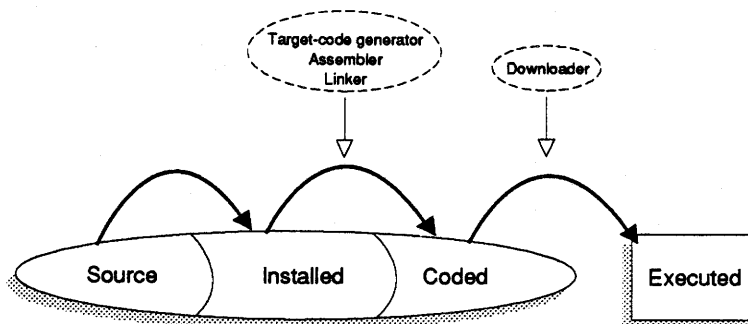 Target-code generator
Assembler
Linker
Downloader
Source
Installed
Coded
Executed